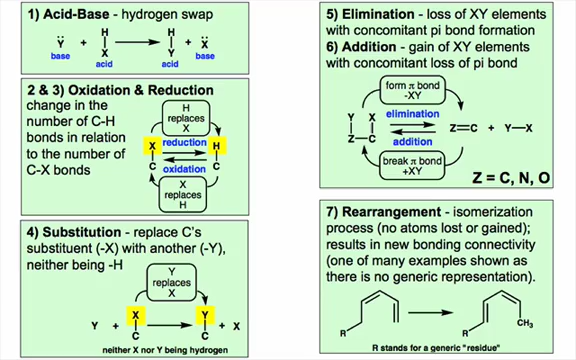 1) Acid-Base - hydrogen swap
Ÿ + H
X
H
Y + Ẍ
base acid acid base
2 & 3) Oxidation & Reduction
change in the
number of C-H
bonds in relation
to the number of
C-X bonds
H
replaces
X
X reduction H
oxidation
C C
X
replaces
H
4) Substitution - replace C's
substituent (-X) with another (-Y),
neither being -H
Y
replaces
X
X Y
Y + C C + X
neither X nor Y being hydrogen
5) Elimination - loss of XY elements
with concomitant pi bond formation
6) Addition - gain of XY elements
with concomitant loss of pi bond
form π bond
-XY
Y X elimination
Z–C addition Z=C + Y–X
break π bond
+XY
Z = C, N, O
7) Rearrangement - isomerization
process (no atoms lost or gained);
results in new bonding connectivity
(one of many examples shown as
there is no generic representation).
R R CH₃
R stands for a generic "residue"